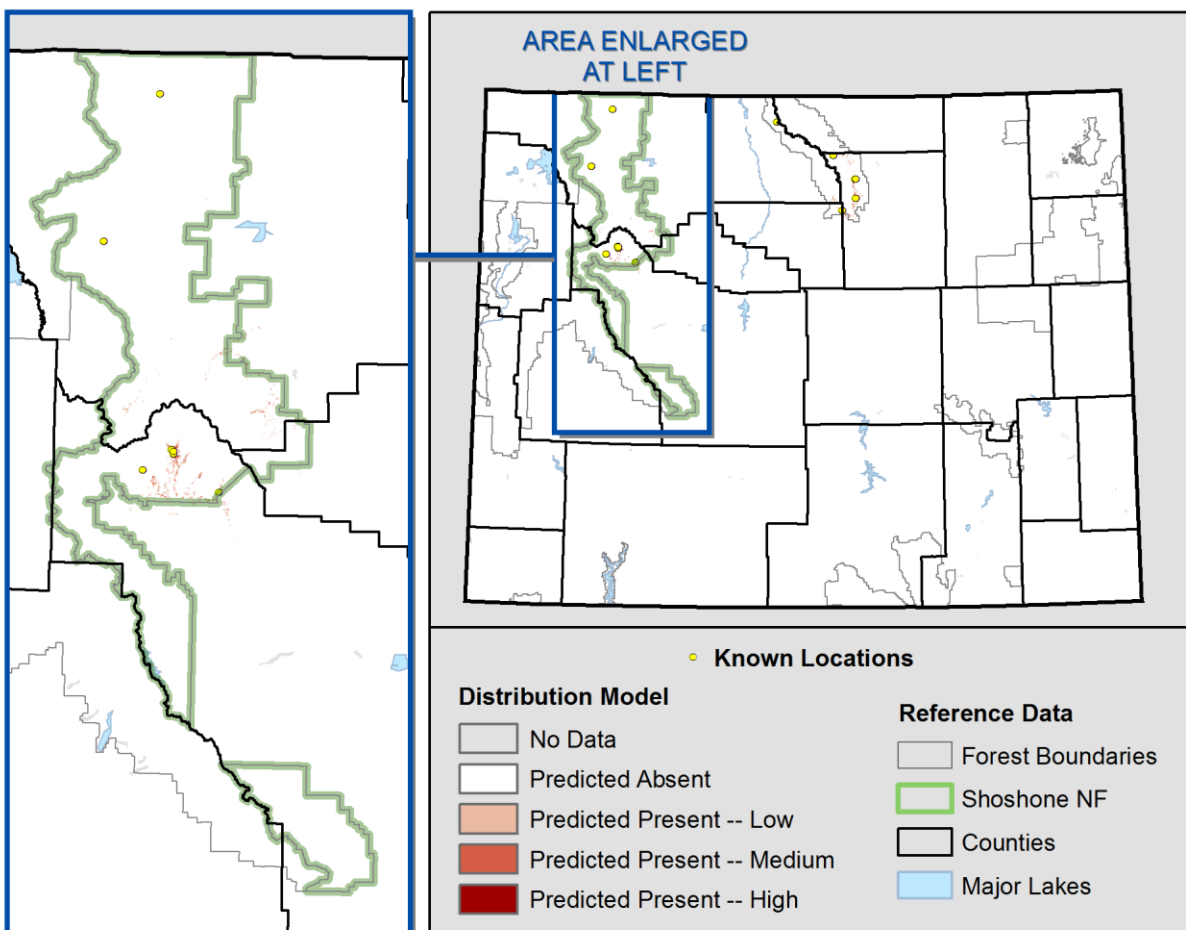 AREA ENLARGED
AT LEFT
Known Locations
Distribution Model
No Data
Predicted Absent
Predicted Present -- Low
Predicted Present -- Medium
Predicted Present -- High
Reference Data
Forest Boundaries
Shoshone NF
Counties
Major Lakes